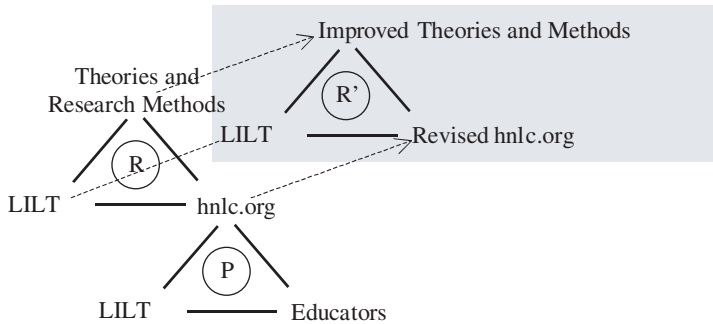 Improved Theories and Methods
Theories and
Research Methods
R’
LILT
Revised hnlc.org
R
LILT
hnlc.org
P
LILT
Educators